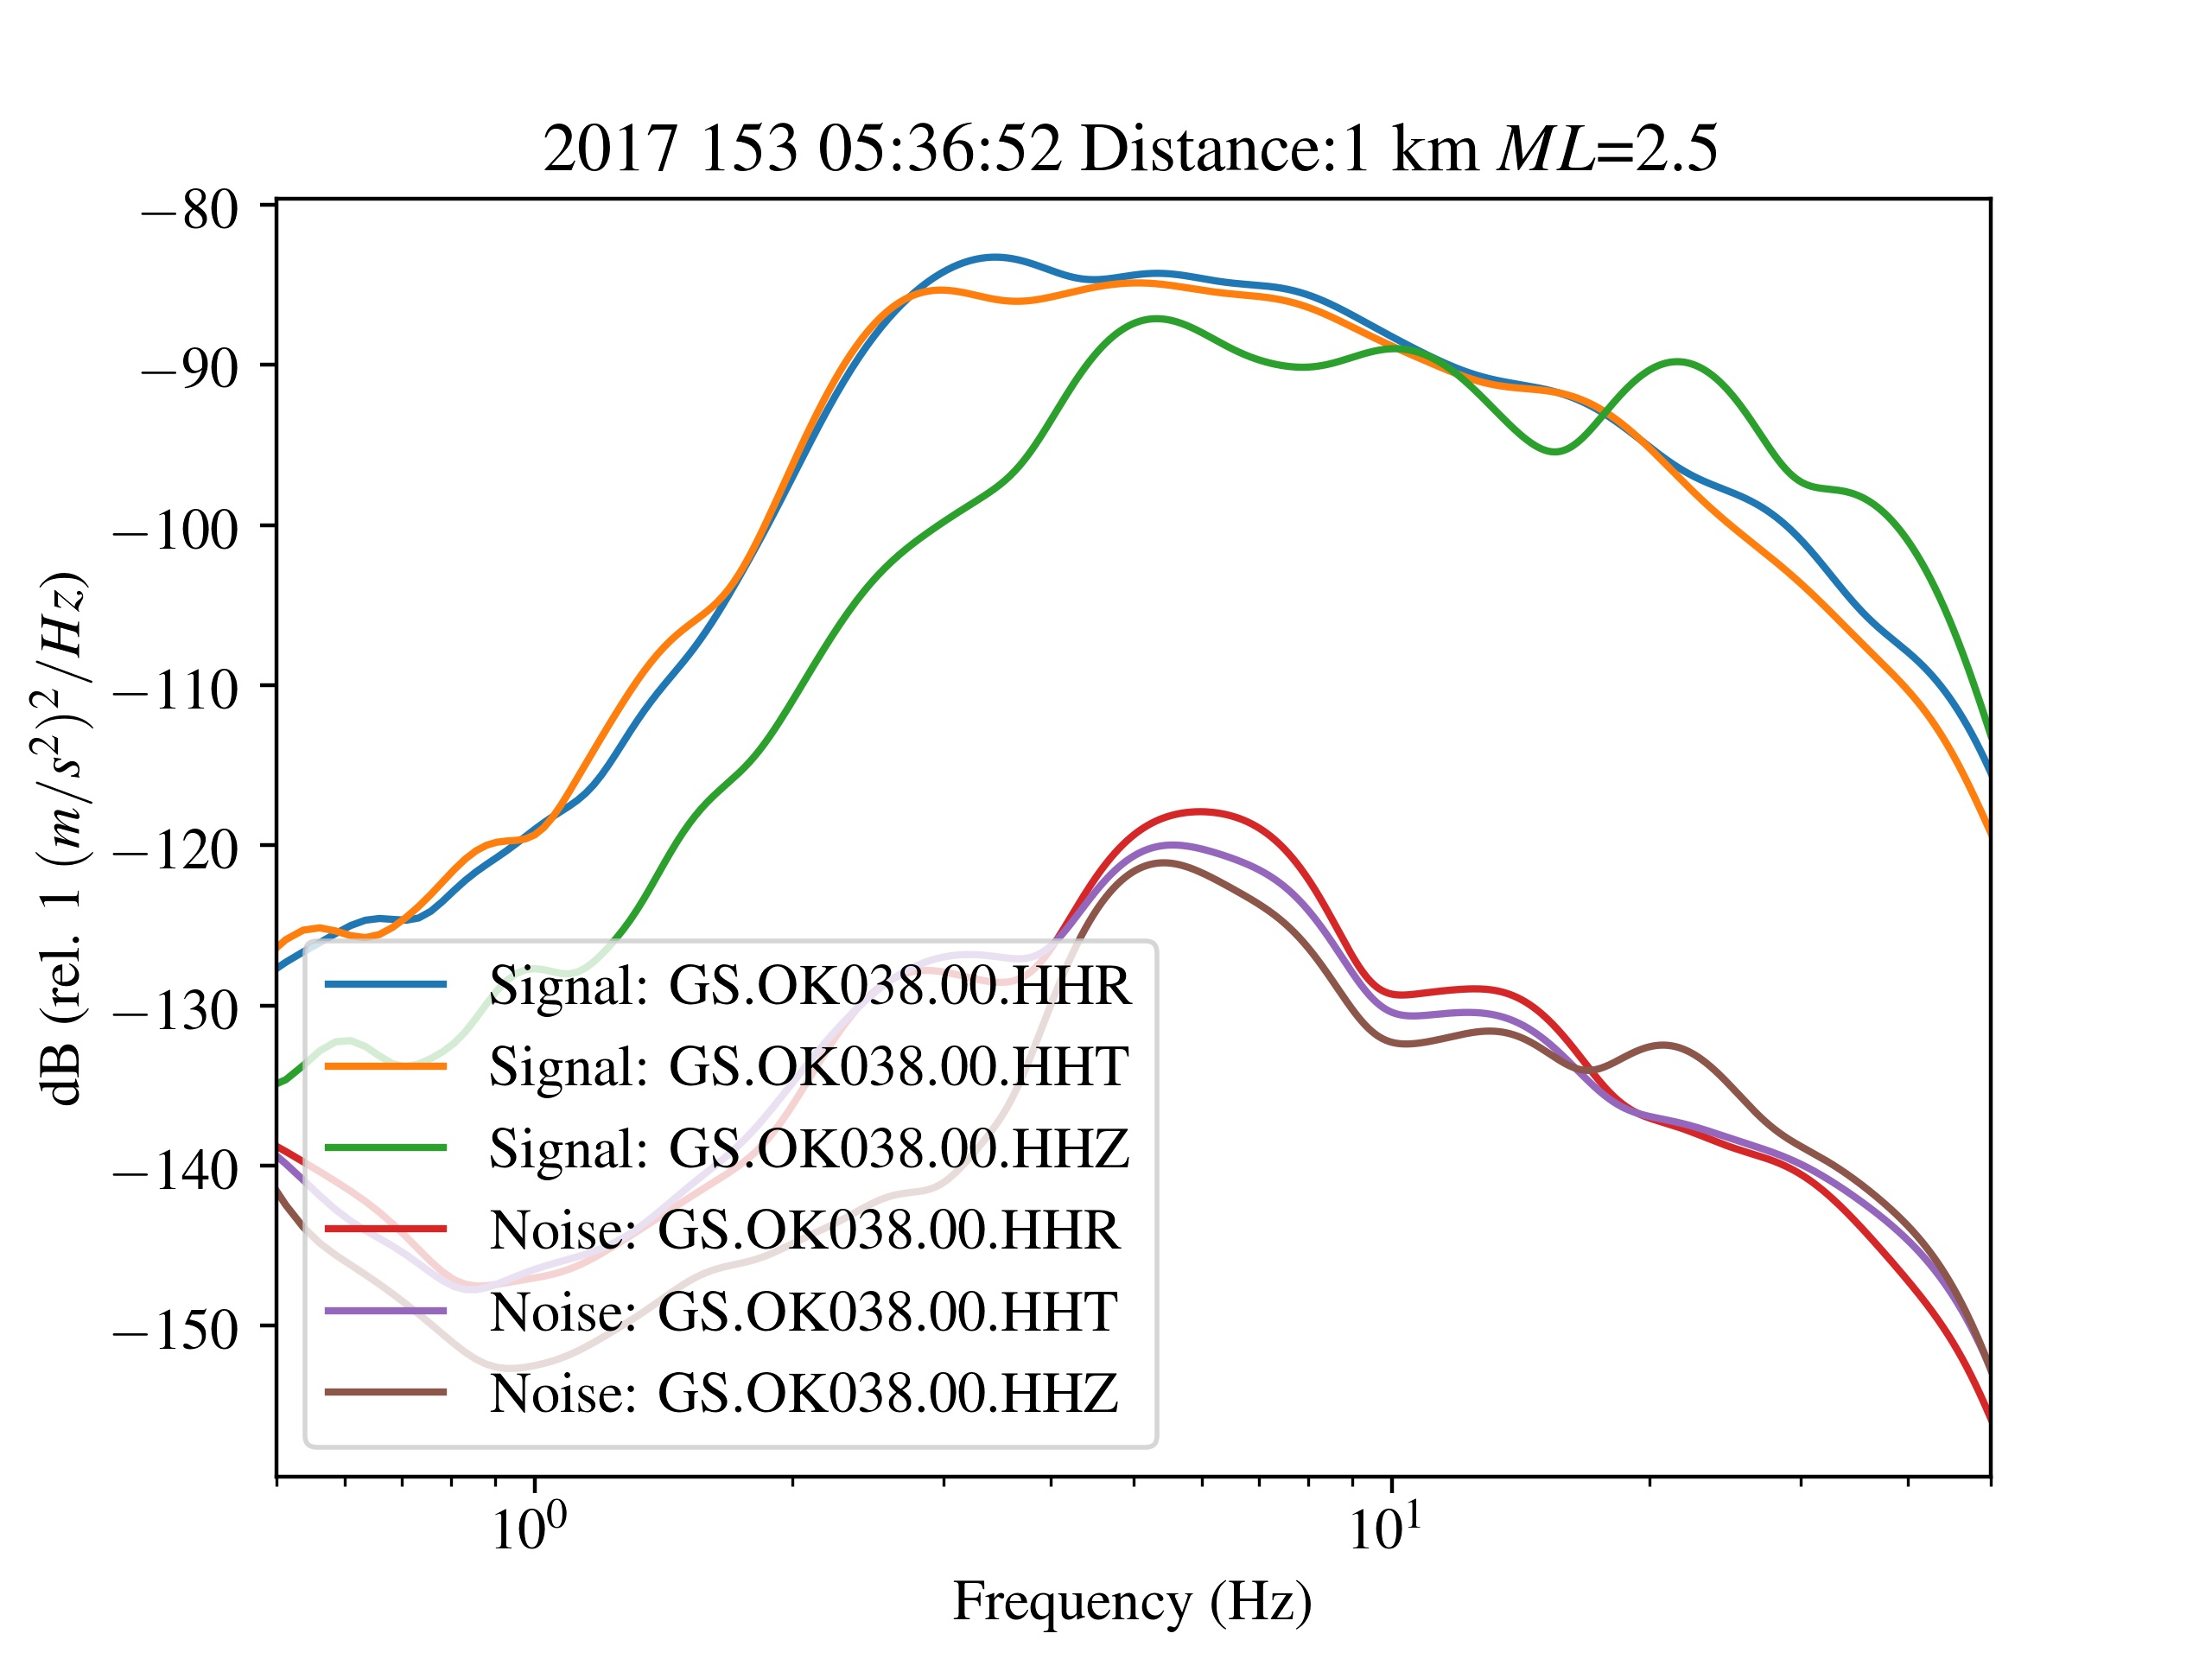 2017 153 05:36:52 Distance:1 km ML=2.5
−80
−90
−100
−110
−120
−130
−140
−150
dB (rel. 1 (m/s²)²/Hz)
Signal: GS.OK038.00.HHR
Signal: GS.OK038.00.HHT
Signal: GS.OK038.00.HHZ
Noise: GS.OK038.00.HHR
Noise: GS.OK038.00.HHT
Noise: GS.OK038.00.HHZ
10⁰ 10¹
Frequency (Hz)